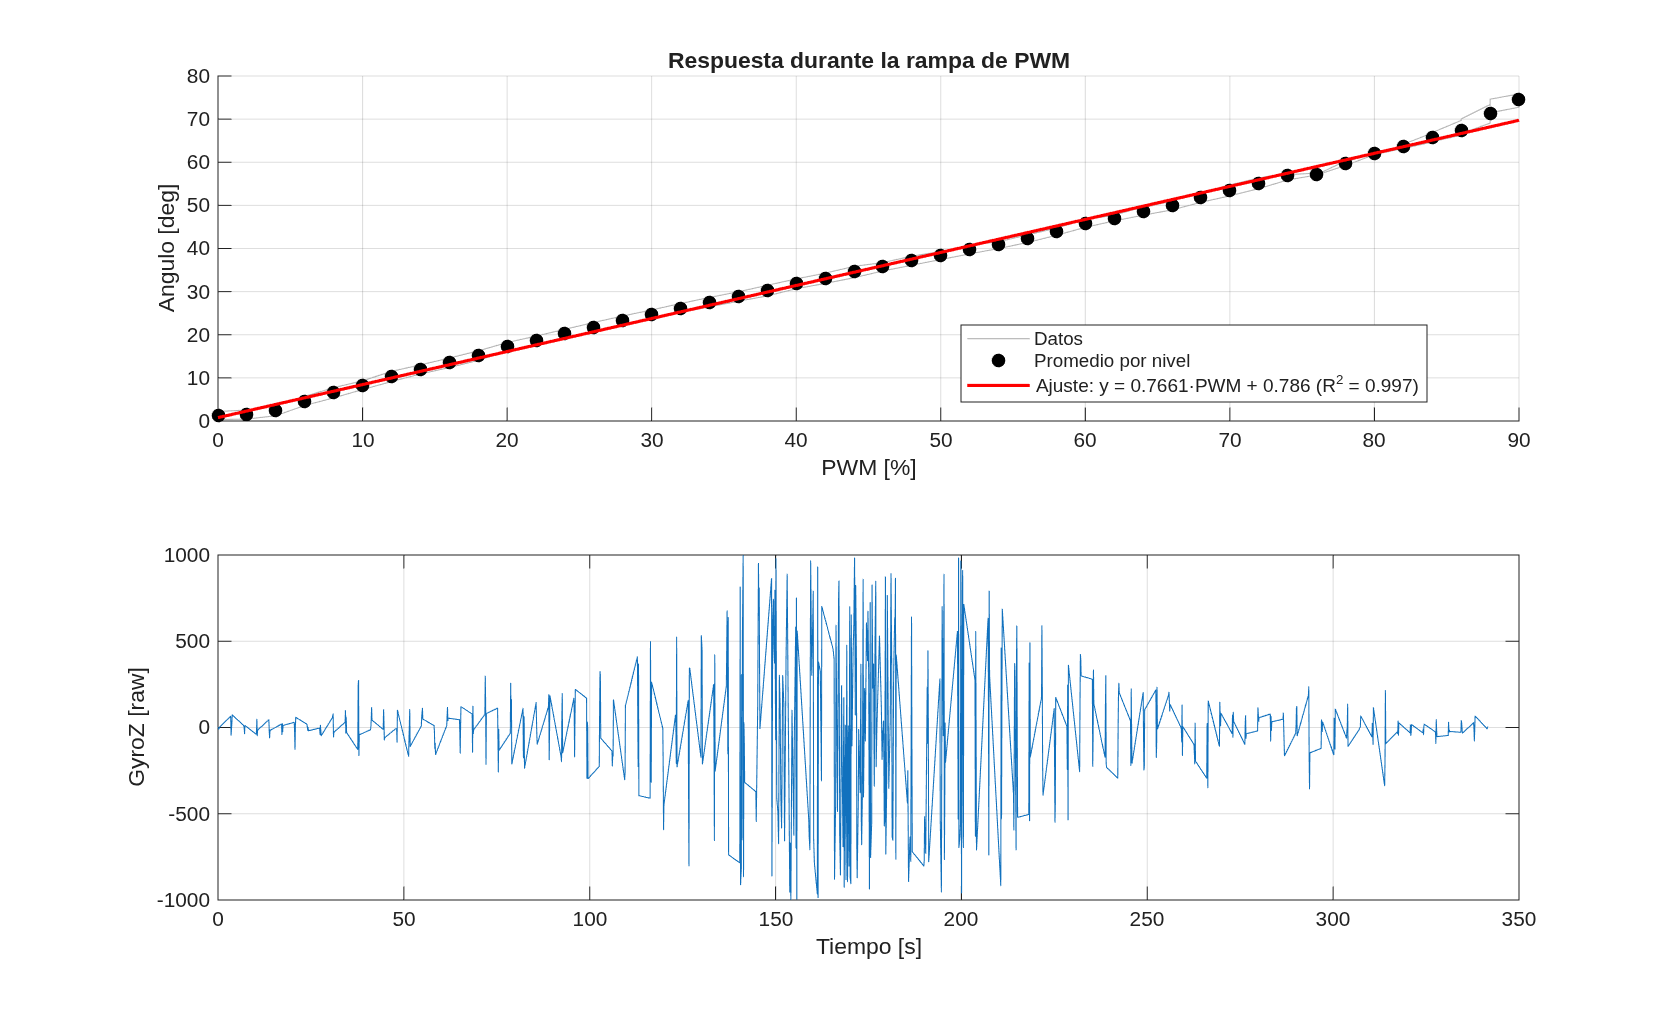 Respuesta durante la rampa de PWM
80
70
60
50
40
30
20
10
0
Angulo [deg]
Datos
Promedio por nivel
Ajuste: y = 0.7661·PWM + 0.786 (R² = 0.997)
0 10 20 30 40 50 60 70 80 90
PWM [%]
1000
500
0
-500
-1000
GyroZ [raw]
0 50 100 150 200 250 300 350
Tiempo [s]